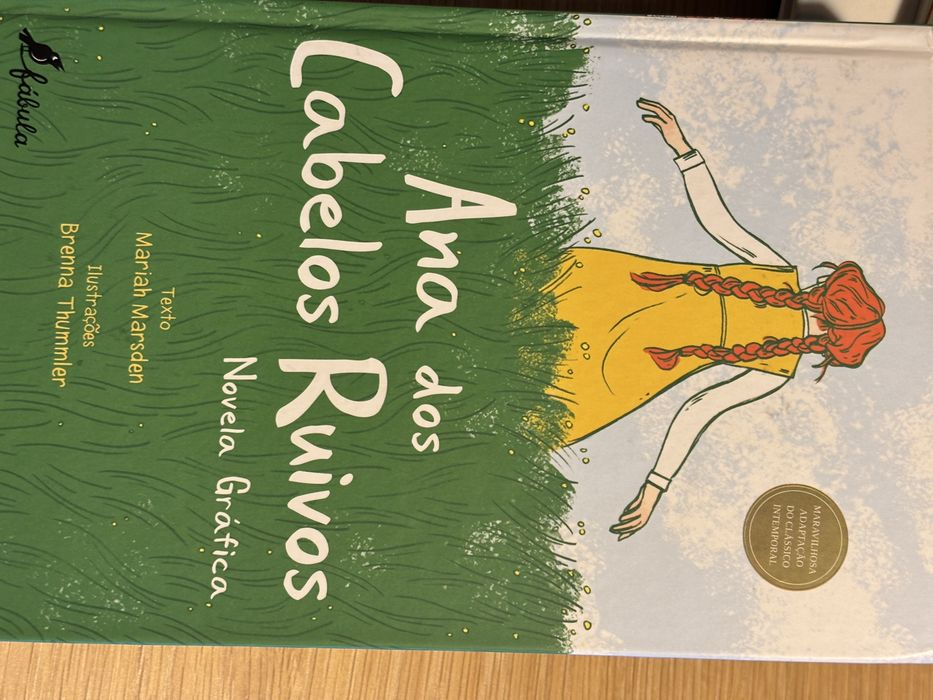 MARAVILHOSA
ADAPTAÇÃO
DO CLÁSSICO
INTEMPORAL
Ana dos
Cabelos Ruivos
Novela Gráfica
Texto
Mariah Marsden
Ilustrações
Brenna Thummler
fábula